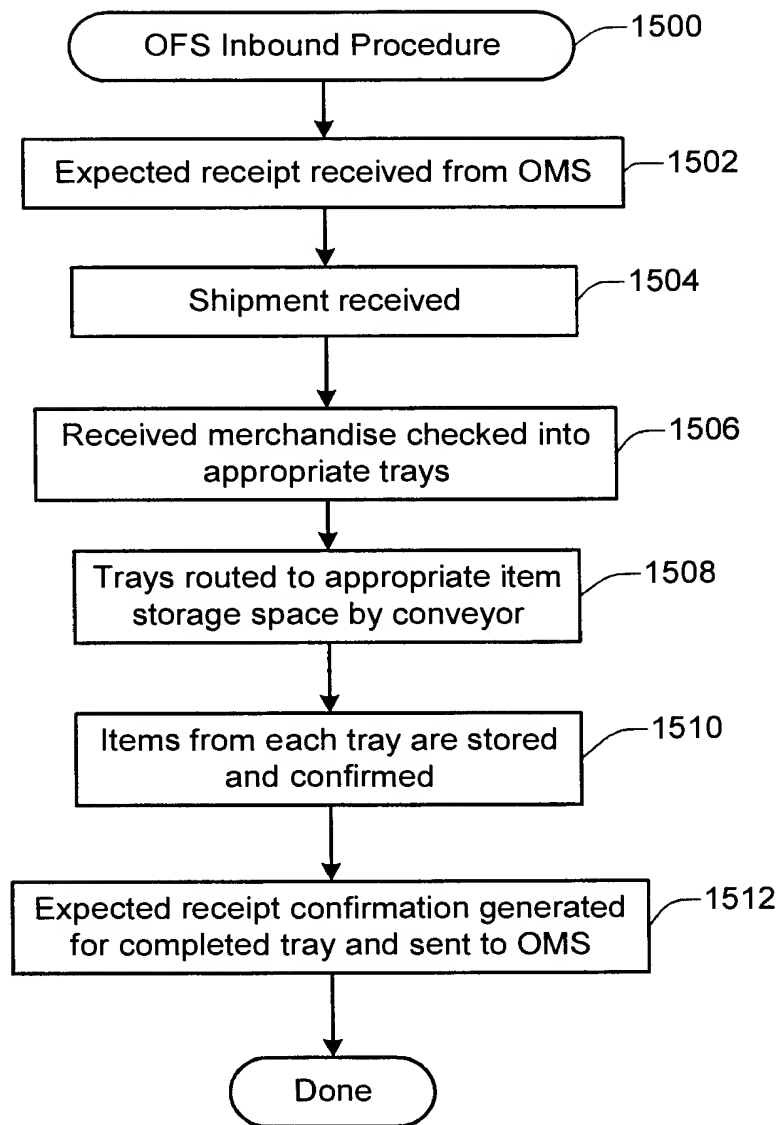 OFS Inbound Procedure
1500
Expected receipt received from OMS
1502
Shipment received
1504
Received merchandise checked into
appropriate trays
1506
Trays routed to appropriate item
storage space by conveyor
1508
Items from each tray are stored
and confirmed
1510
Expected receipt confirmation generated
for completed tray and sent to OMS
1512
Done